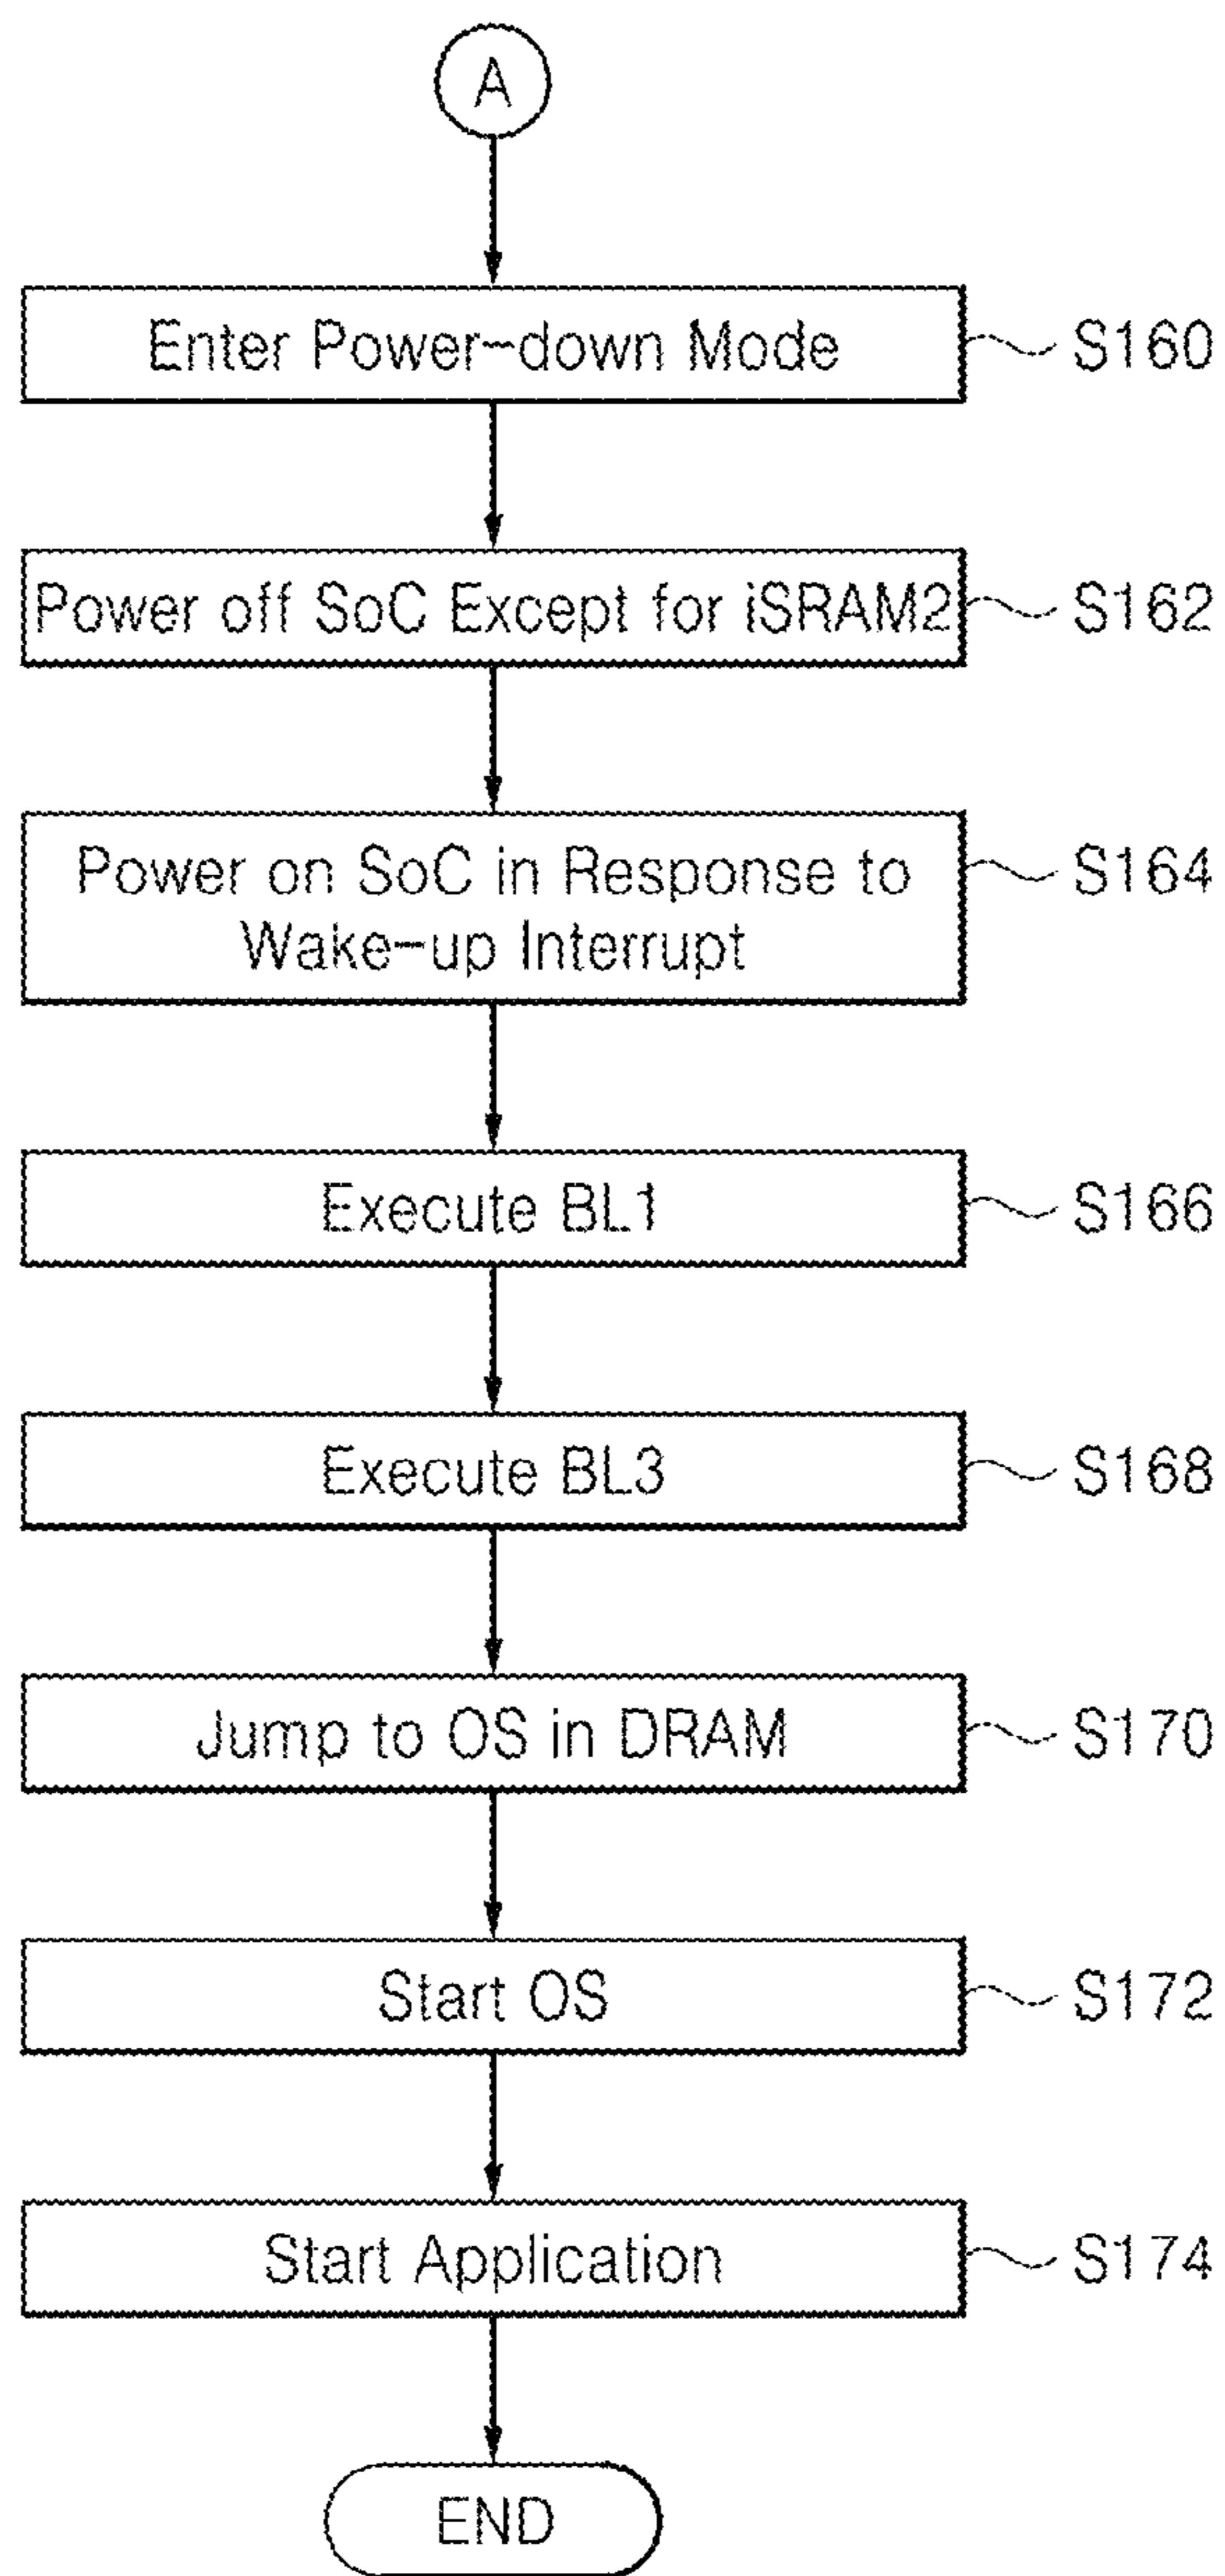 A
Enter Power-down Mode
S160
Power off SoC Except for iSRAM2
S162
Power on SoC in Response to
Wake-up Interrupt
S164
Execute BL1
S166
Execute BL3
S168
Jump to OS in DRAM
S170
Start OS
S172
Start Application
S174
END